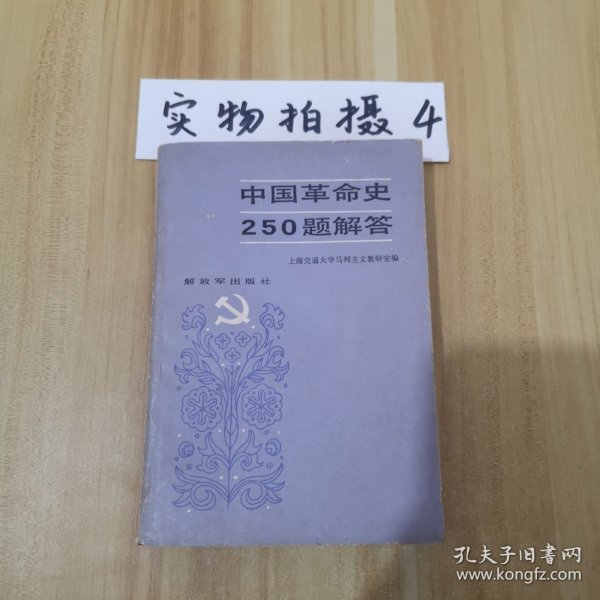 实物拍摄4
中国革命史
250题解答
上海交通大学马列主义教研室编
解放军出版社
孔夫子旧书网
www.kongfz.com